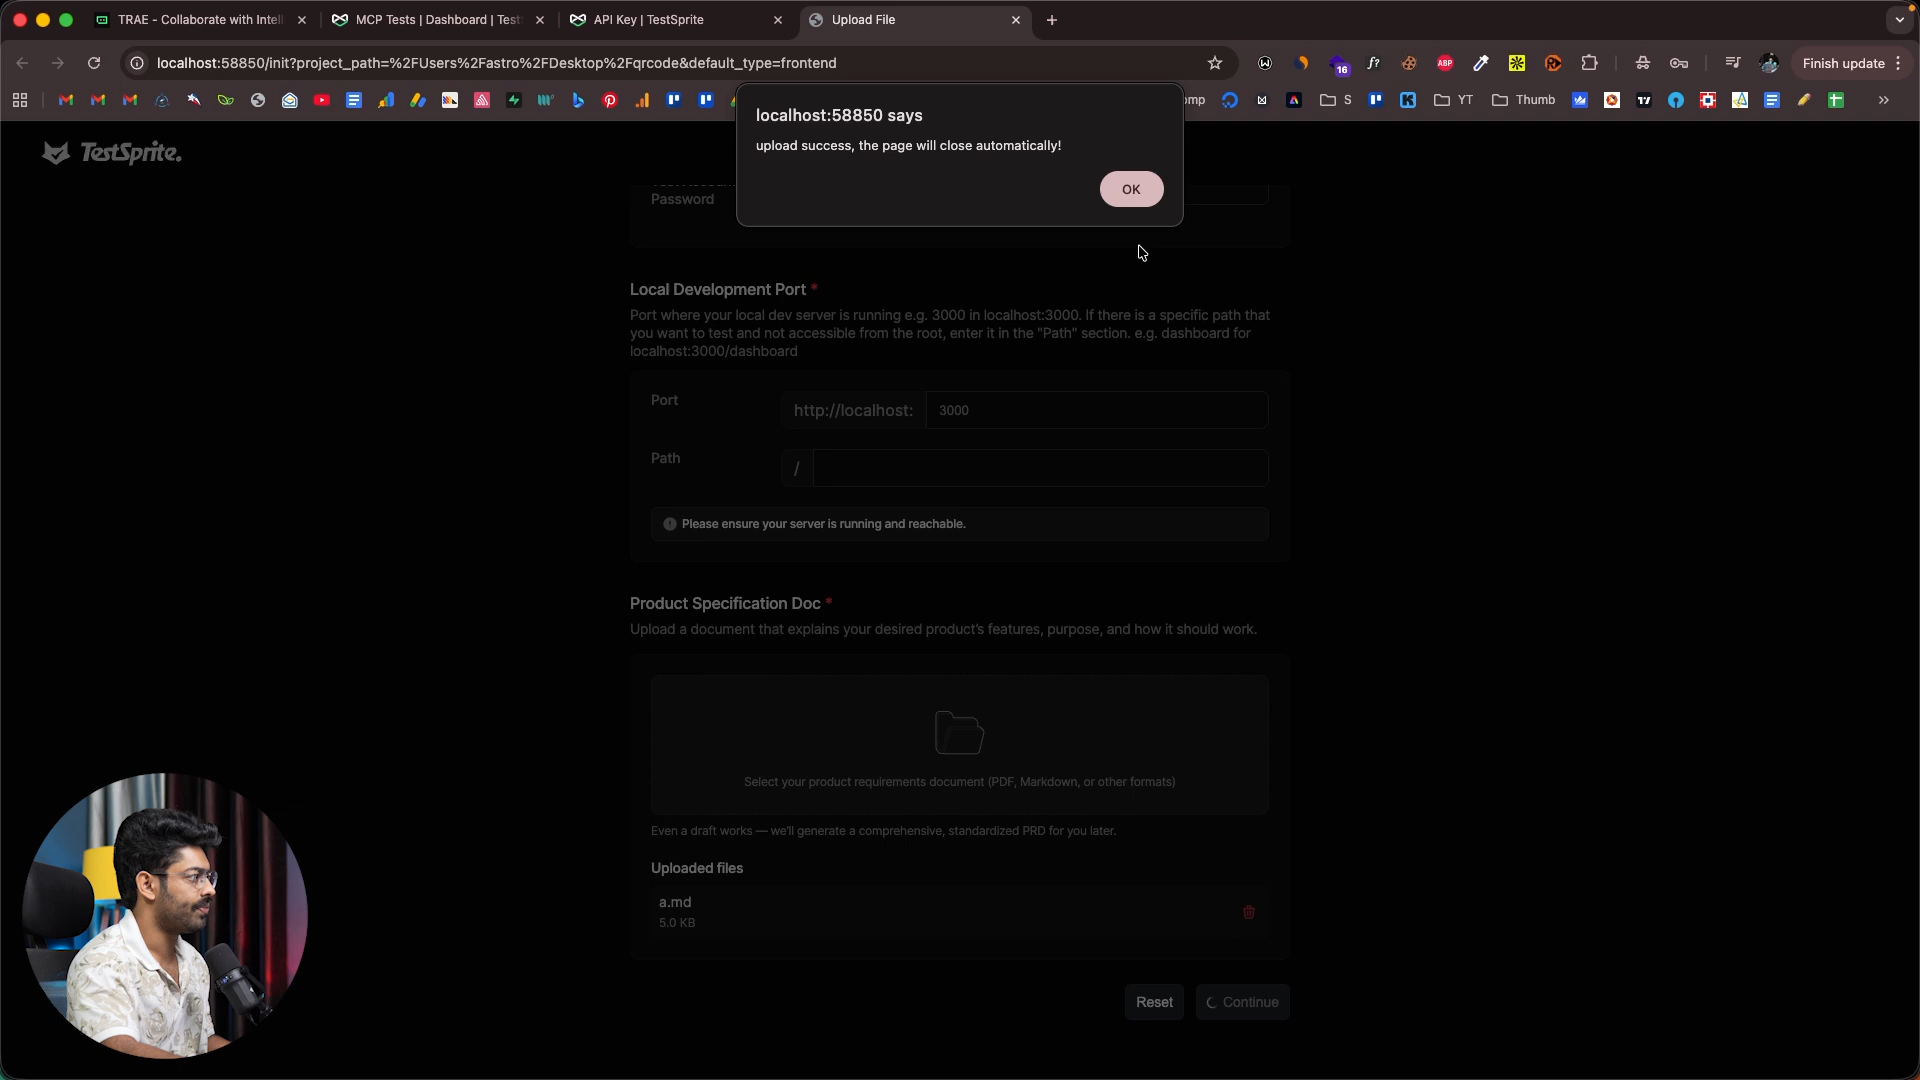 TRAE - Collaborate with Intell
MCP Tests | Dashboard | Test
API Key | TestSprite
Upload File
localhost:58850/init?project_path=%2FUsers%2Fastro%2FDesktop%2Fqrcode&default_type=frontend
16
f?
ABP
Finish update
omp
S
YT
Thumb
localhost:58850 says
upload success, the page will close automatically!
OK
TestSprite.
Password
Local Development Port *
Port where your local dev server is running e.g. 3000 in localhost:3000. If there is a specific path that
you want to test and not accessible from the root, enter it in the "Path" section. e.g. dashboard for
localhost:3000/dashboard
Port
http://localhost:
3000
Path
/
Please ensure your server is running and reachable.
Product Specification Doc *
Upload a document that explains your desired product's features, purpose, and how it should work.
Select your product requirements document (PDF, Markdown, or other formats)
Even a draft works — we'll generate a comprehensive, standardized PRD for you later.
Uploaded files
a.md
5.0 KB
Reset
Continue